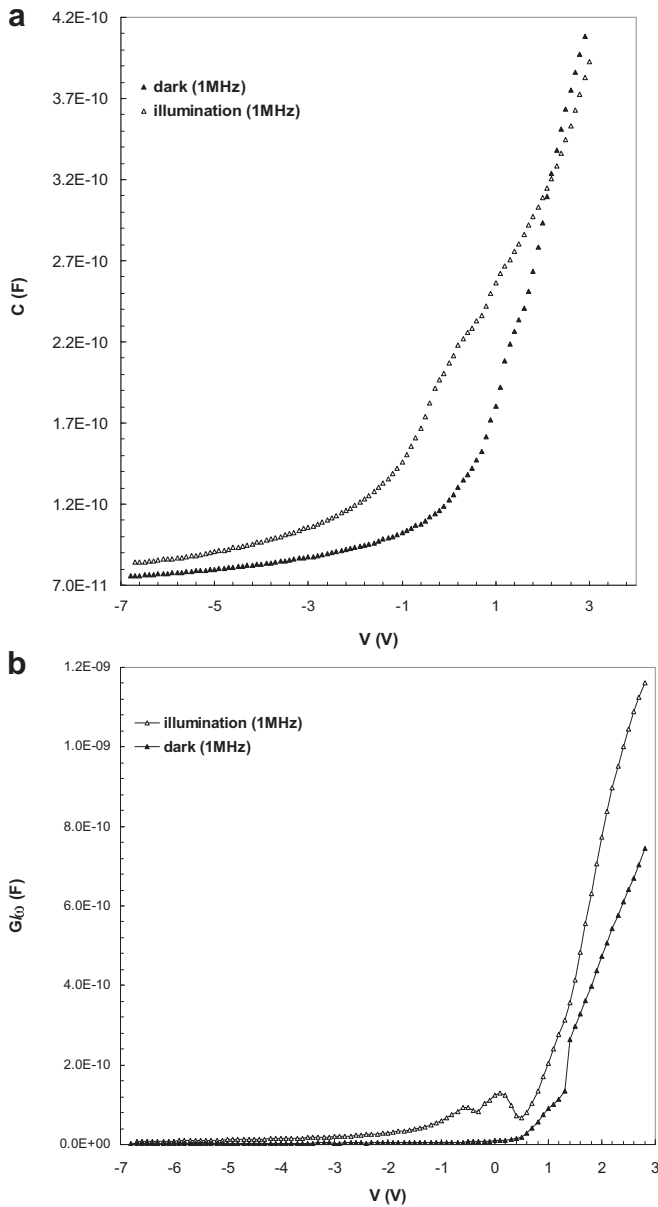 a
4.2E-10
3.7E-10
3.2E-10
2.7E-10
2.2E-10
1.7E-10
1.2E-10
7.0E-11
C (F)
dark (1MHz)
illumination (1MHz)
-7 -5 -3 -1 1 3
V (V)
b
1.2E-09
1.0E-09
8.0E-10
6.0E-10
4.0E-10
2.0E-10
0.0E+00
G/ω (F)
illumination (1MHz)
dark (1MHz)
-7 -6 -5 -4 -3 -2 -1 0 1 2 3
V (V)